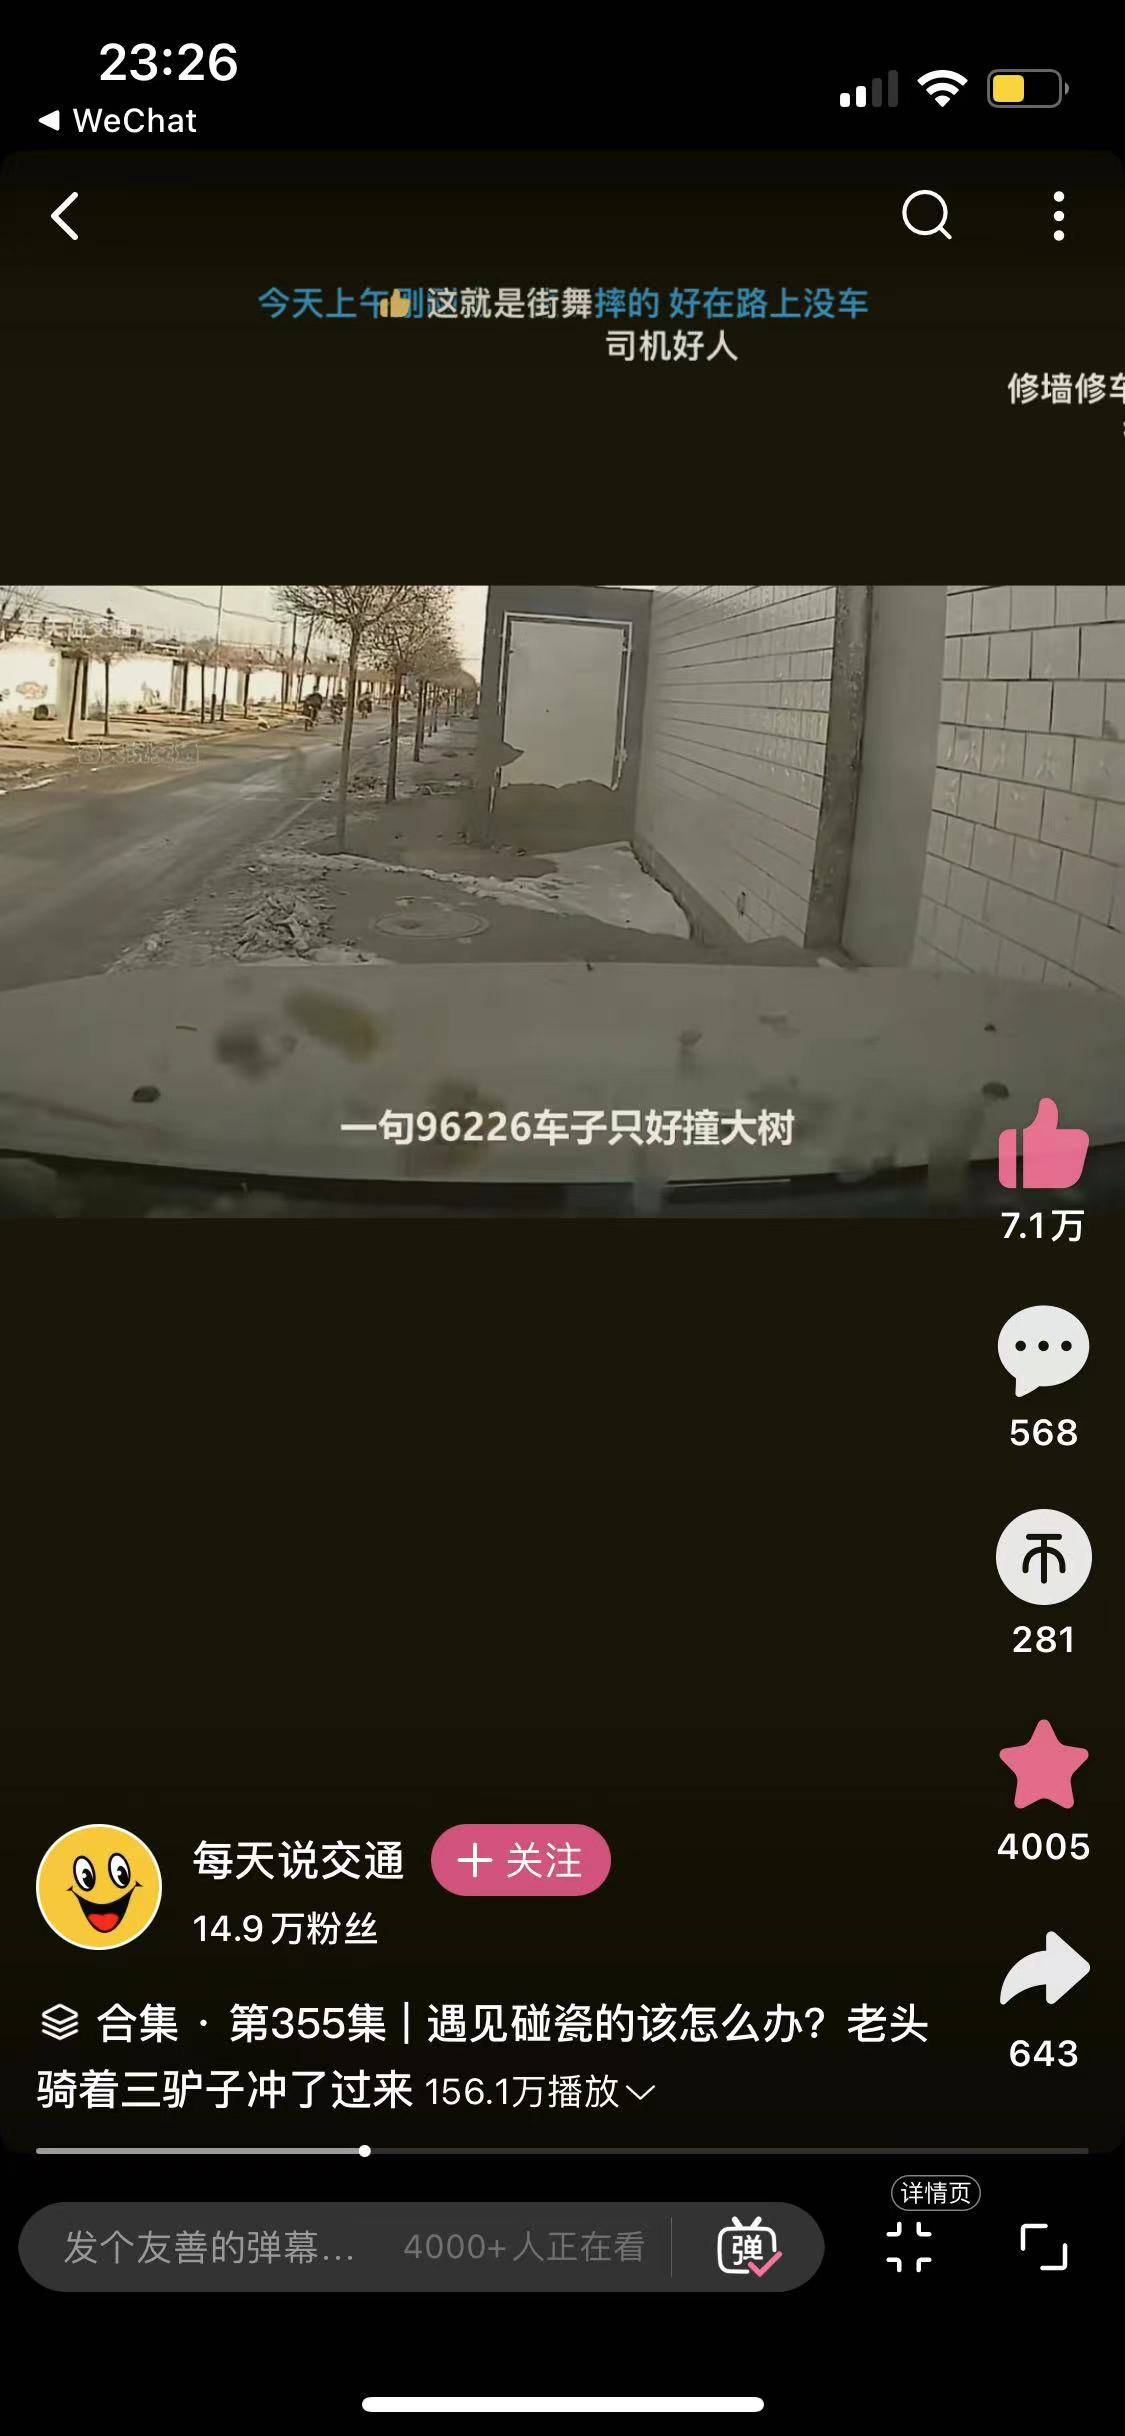 23:26
WeChat
今天上午刚 这就是街舞摔的 好在路上没车
司机好人
修墙修车
一句96226车子只好撞大树
7.1万
568
281
4005
每天说交通
关注
14.9万粉丝
643
合集 · 第355集 | 遇见碰瓷的该怎么办？老头
骑着三驴子冲了过来 156.1万播放
详情页
发个友善的弹幕...
4000+人正在看
弹